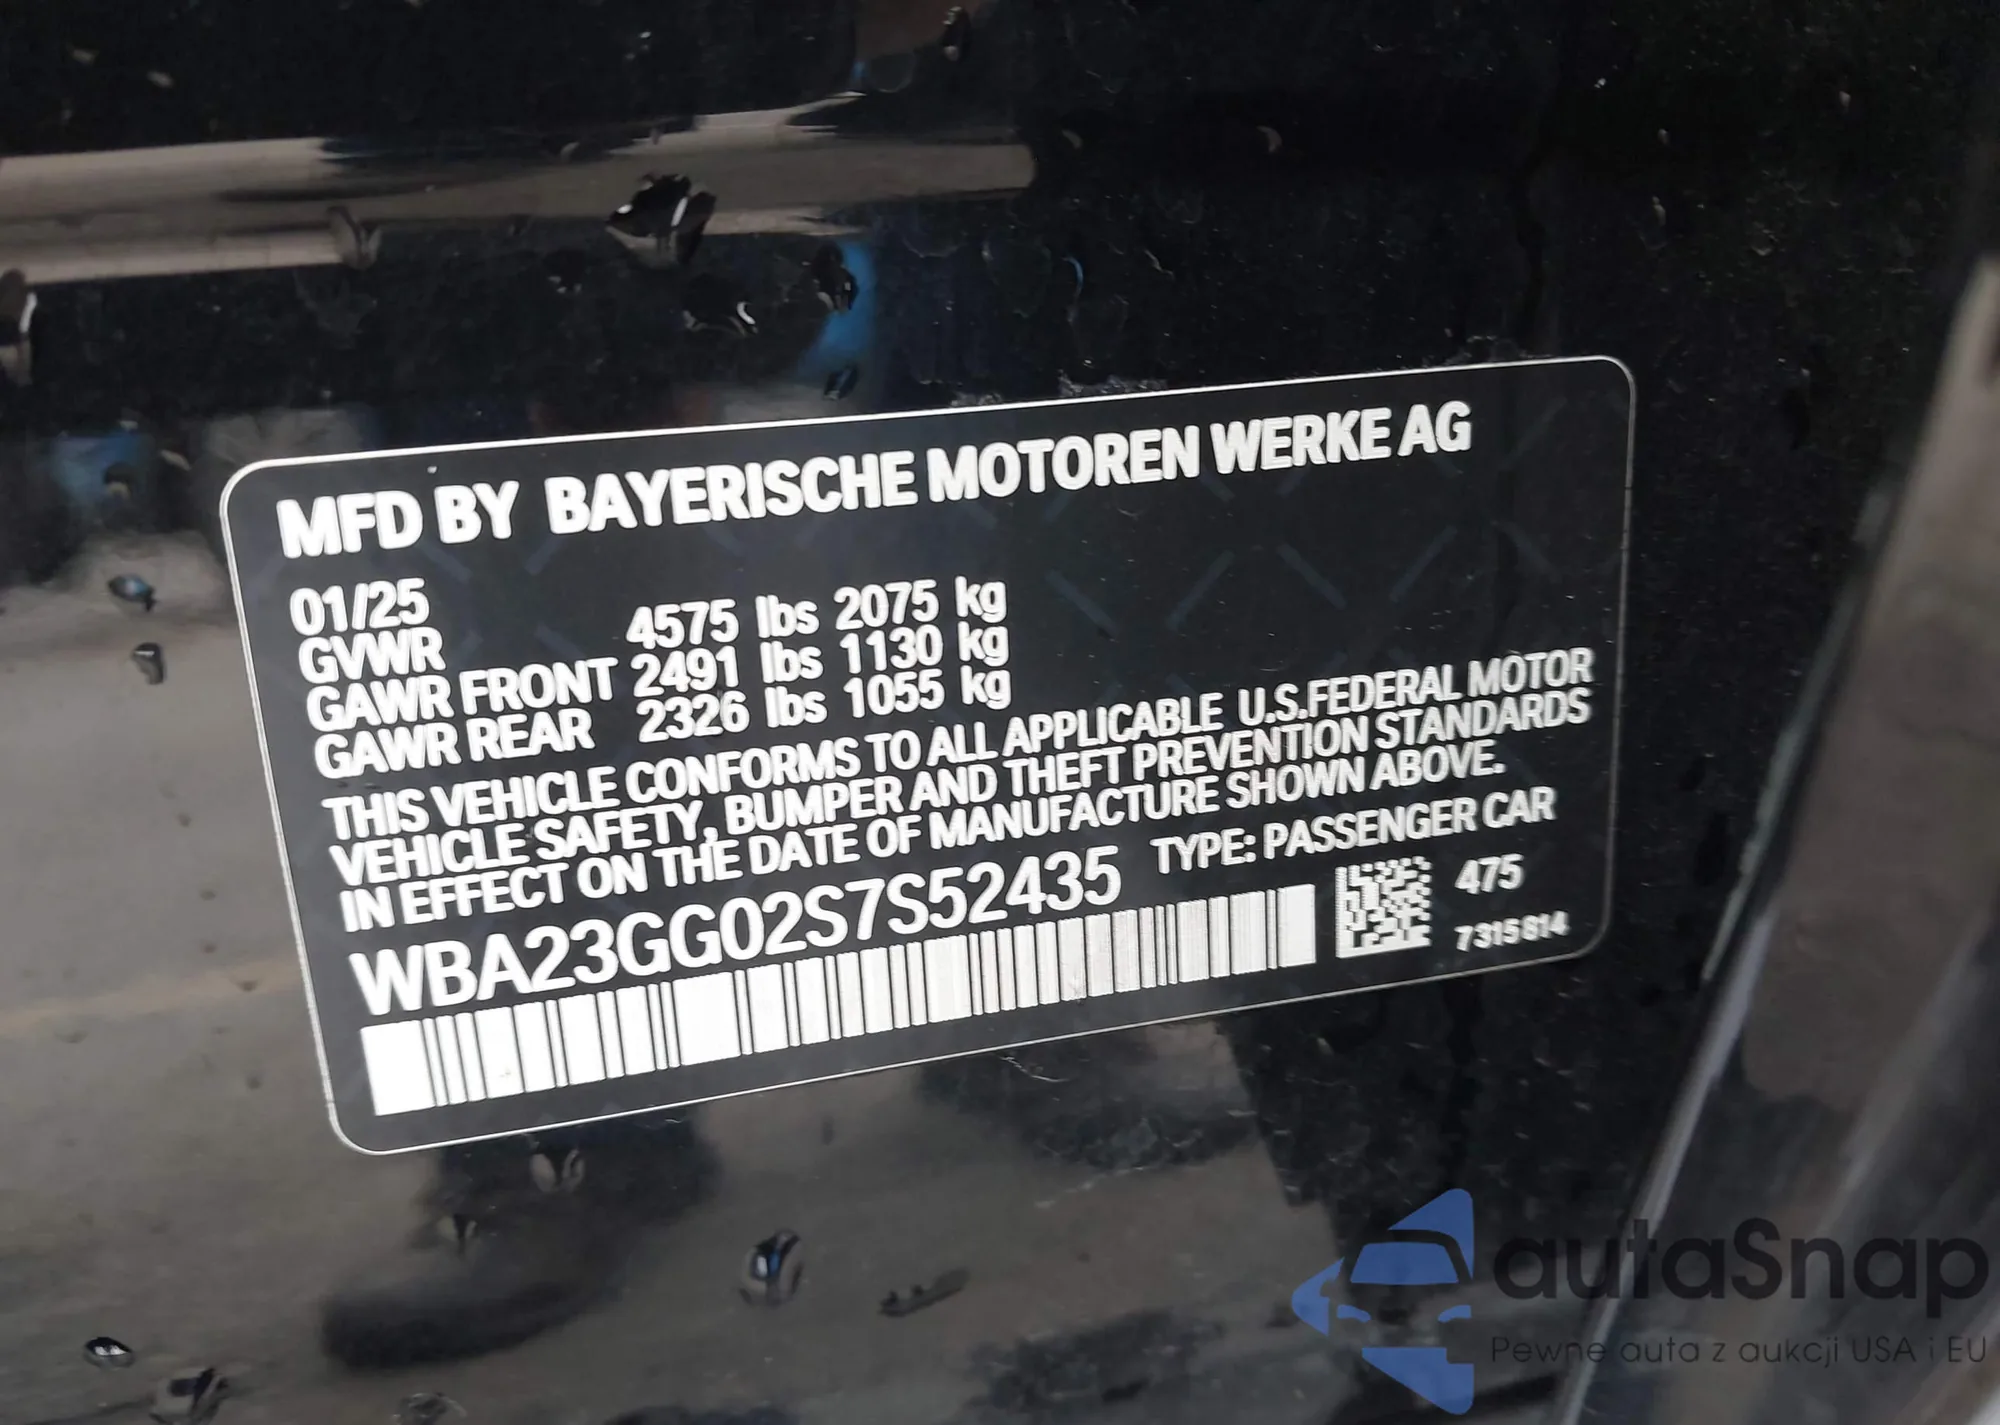 MFD BY BAYERISCHE MOTOREN WERKE AG
01/25
GVWR 4575 lbs 2075 kg
GAWR FRONT 2491 lbs 1130 kg
GAWR REAR 2326 lbs 1055 kg
THIS VEHICLE CONFORMS TO ALL APPLICABLE U.S.FEDERAL MOTOR
VEHICLE SAFETY, BUMPER AND THEFT PREVENTION STANDARDS
IN EFFECT ON THE DATE OF MANUFACTURE SHOWN ABOVE.
WBA23GG02S7S52435 TYPE: PASSENGER CAR
475
7315814
autaSnap
Pewne auta z aukcji USA i EU